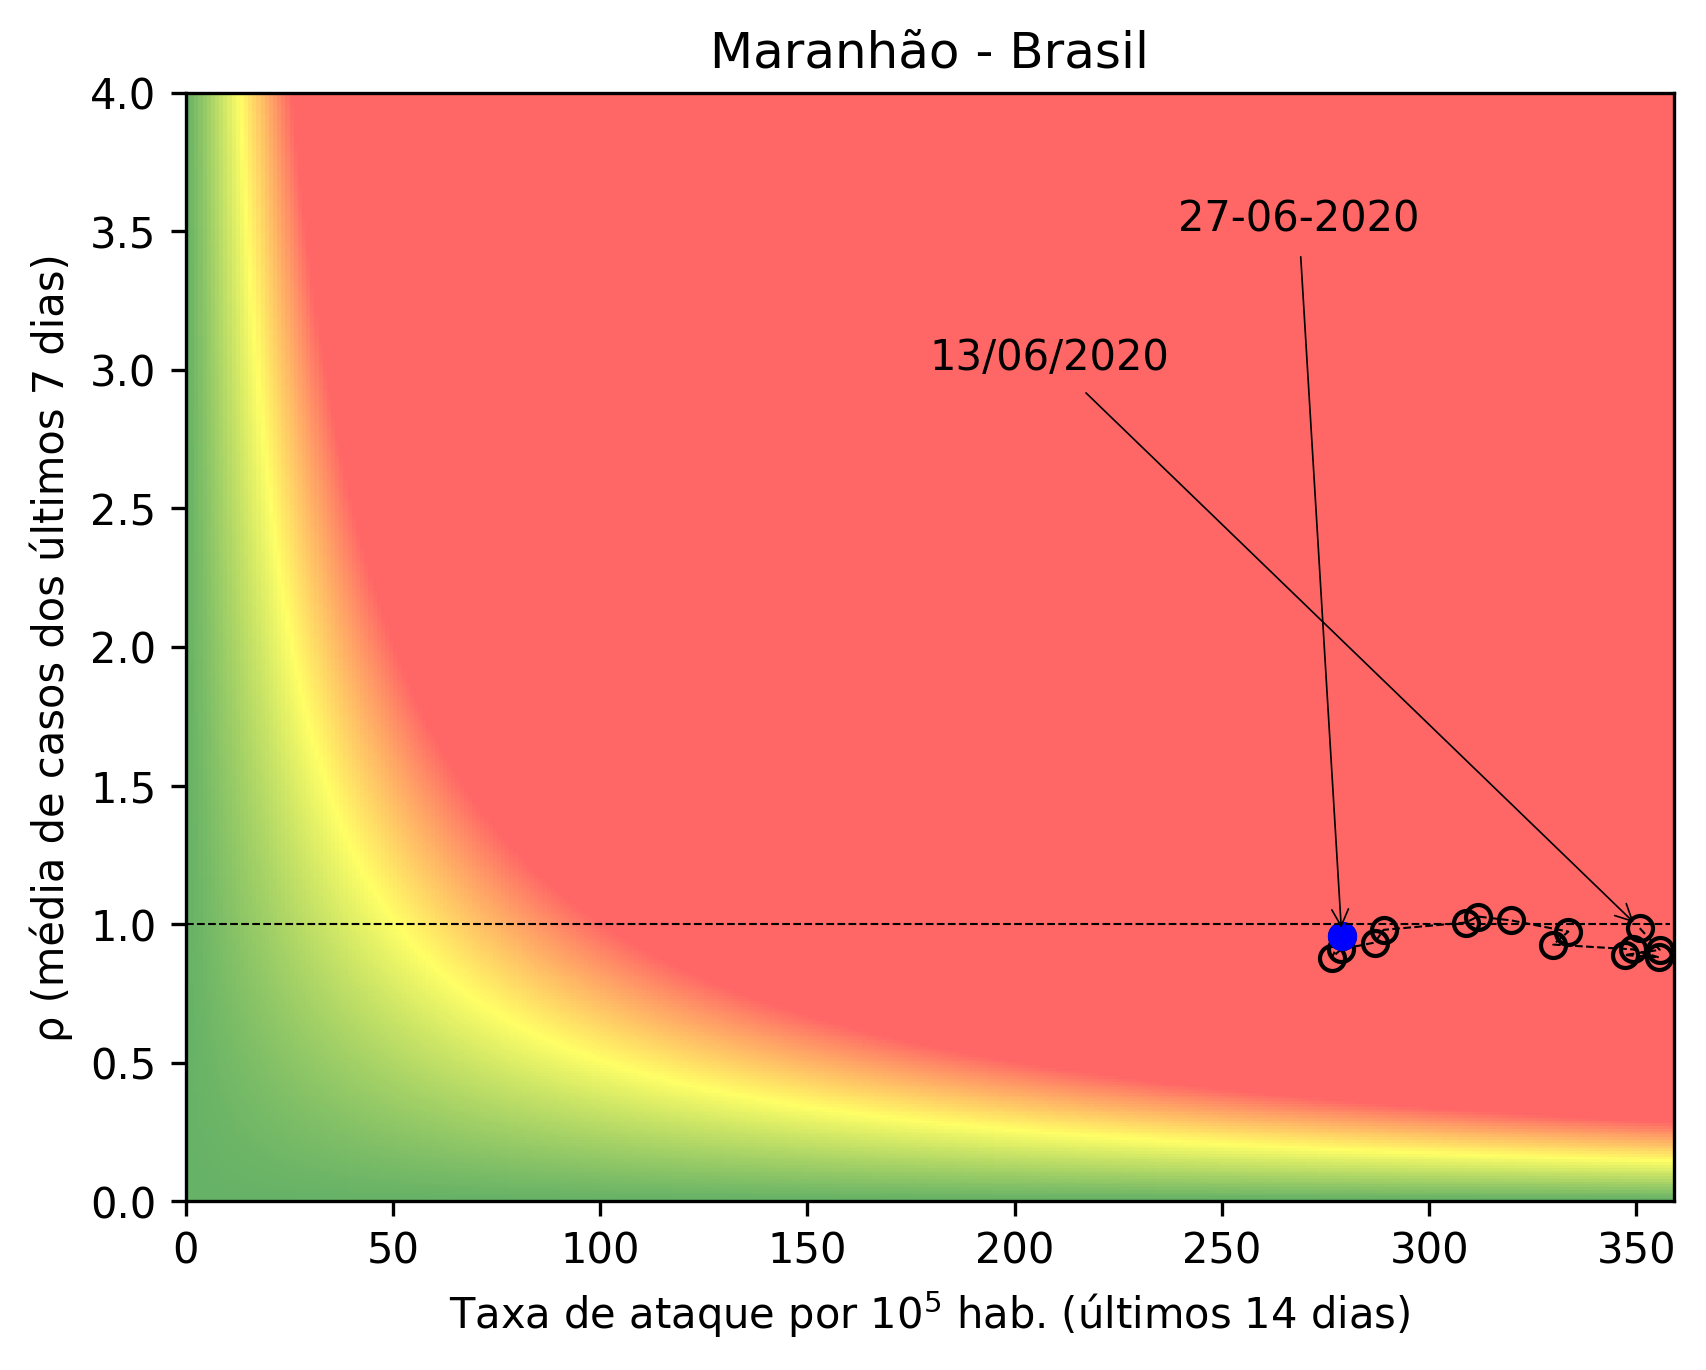 Maranhão - Brasil
4.0
3.5
3.0
2.5
2.0
1.5
1.0
0.5
0.0
ρ (média de casos dos últimos 7 dias)
27-06-2020
13/06/2020
0 50 100 150 200 250 300 350
Taxa de ataque por 10⁵ hab. (últimos 14 dias)